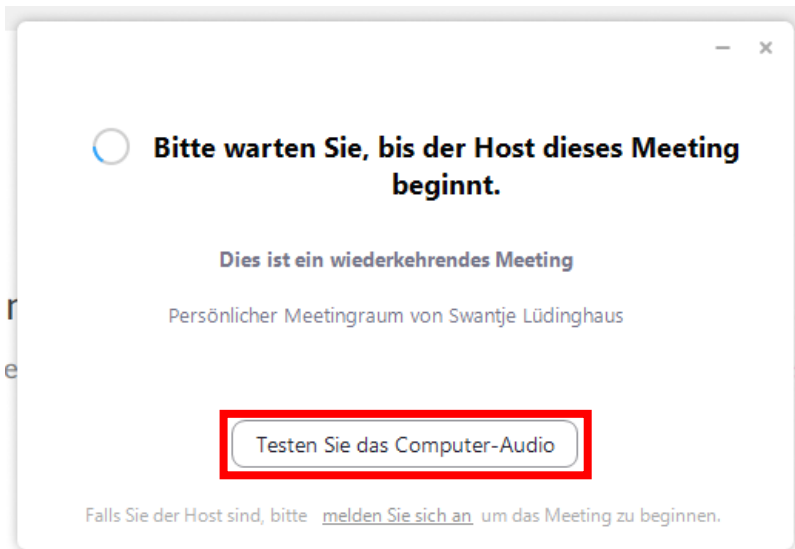 Bitte warten Sie, bis der Host dieses Meeting
beginnt.
Dies ist ein wiederkehrendes Meeting
Persönlicher Meetingraum von Swantje Lüdinghaus
Testen Sie das Computer-Audio
Falls Sie der Host sind, bitte melden Sie sich an um das Meeting zu beginnen.